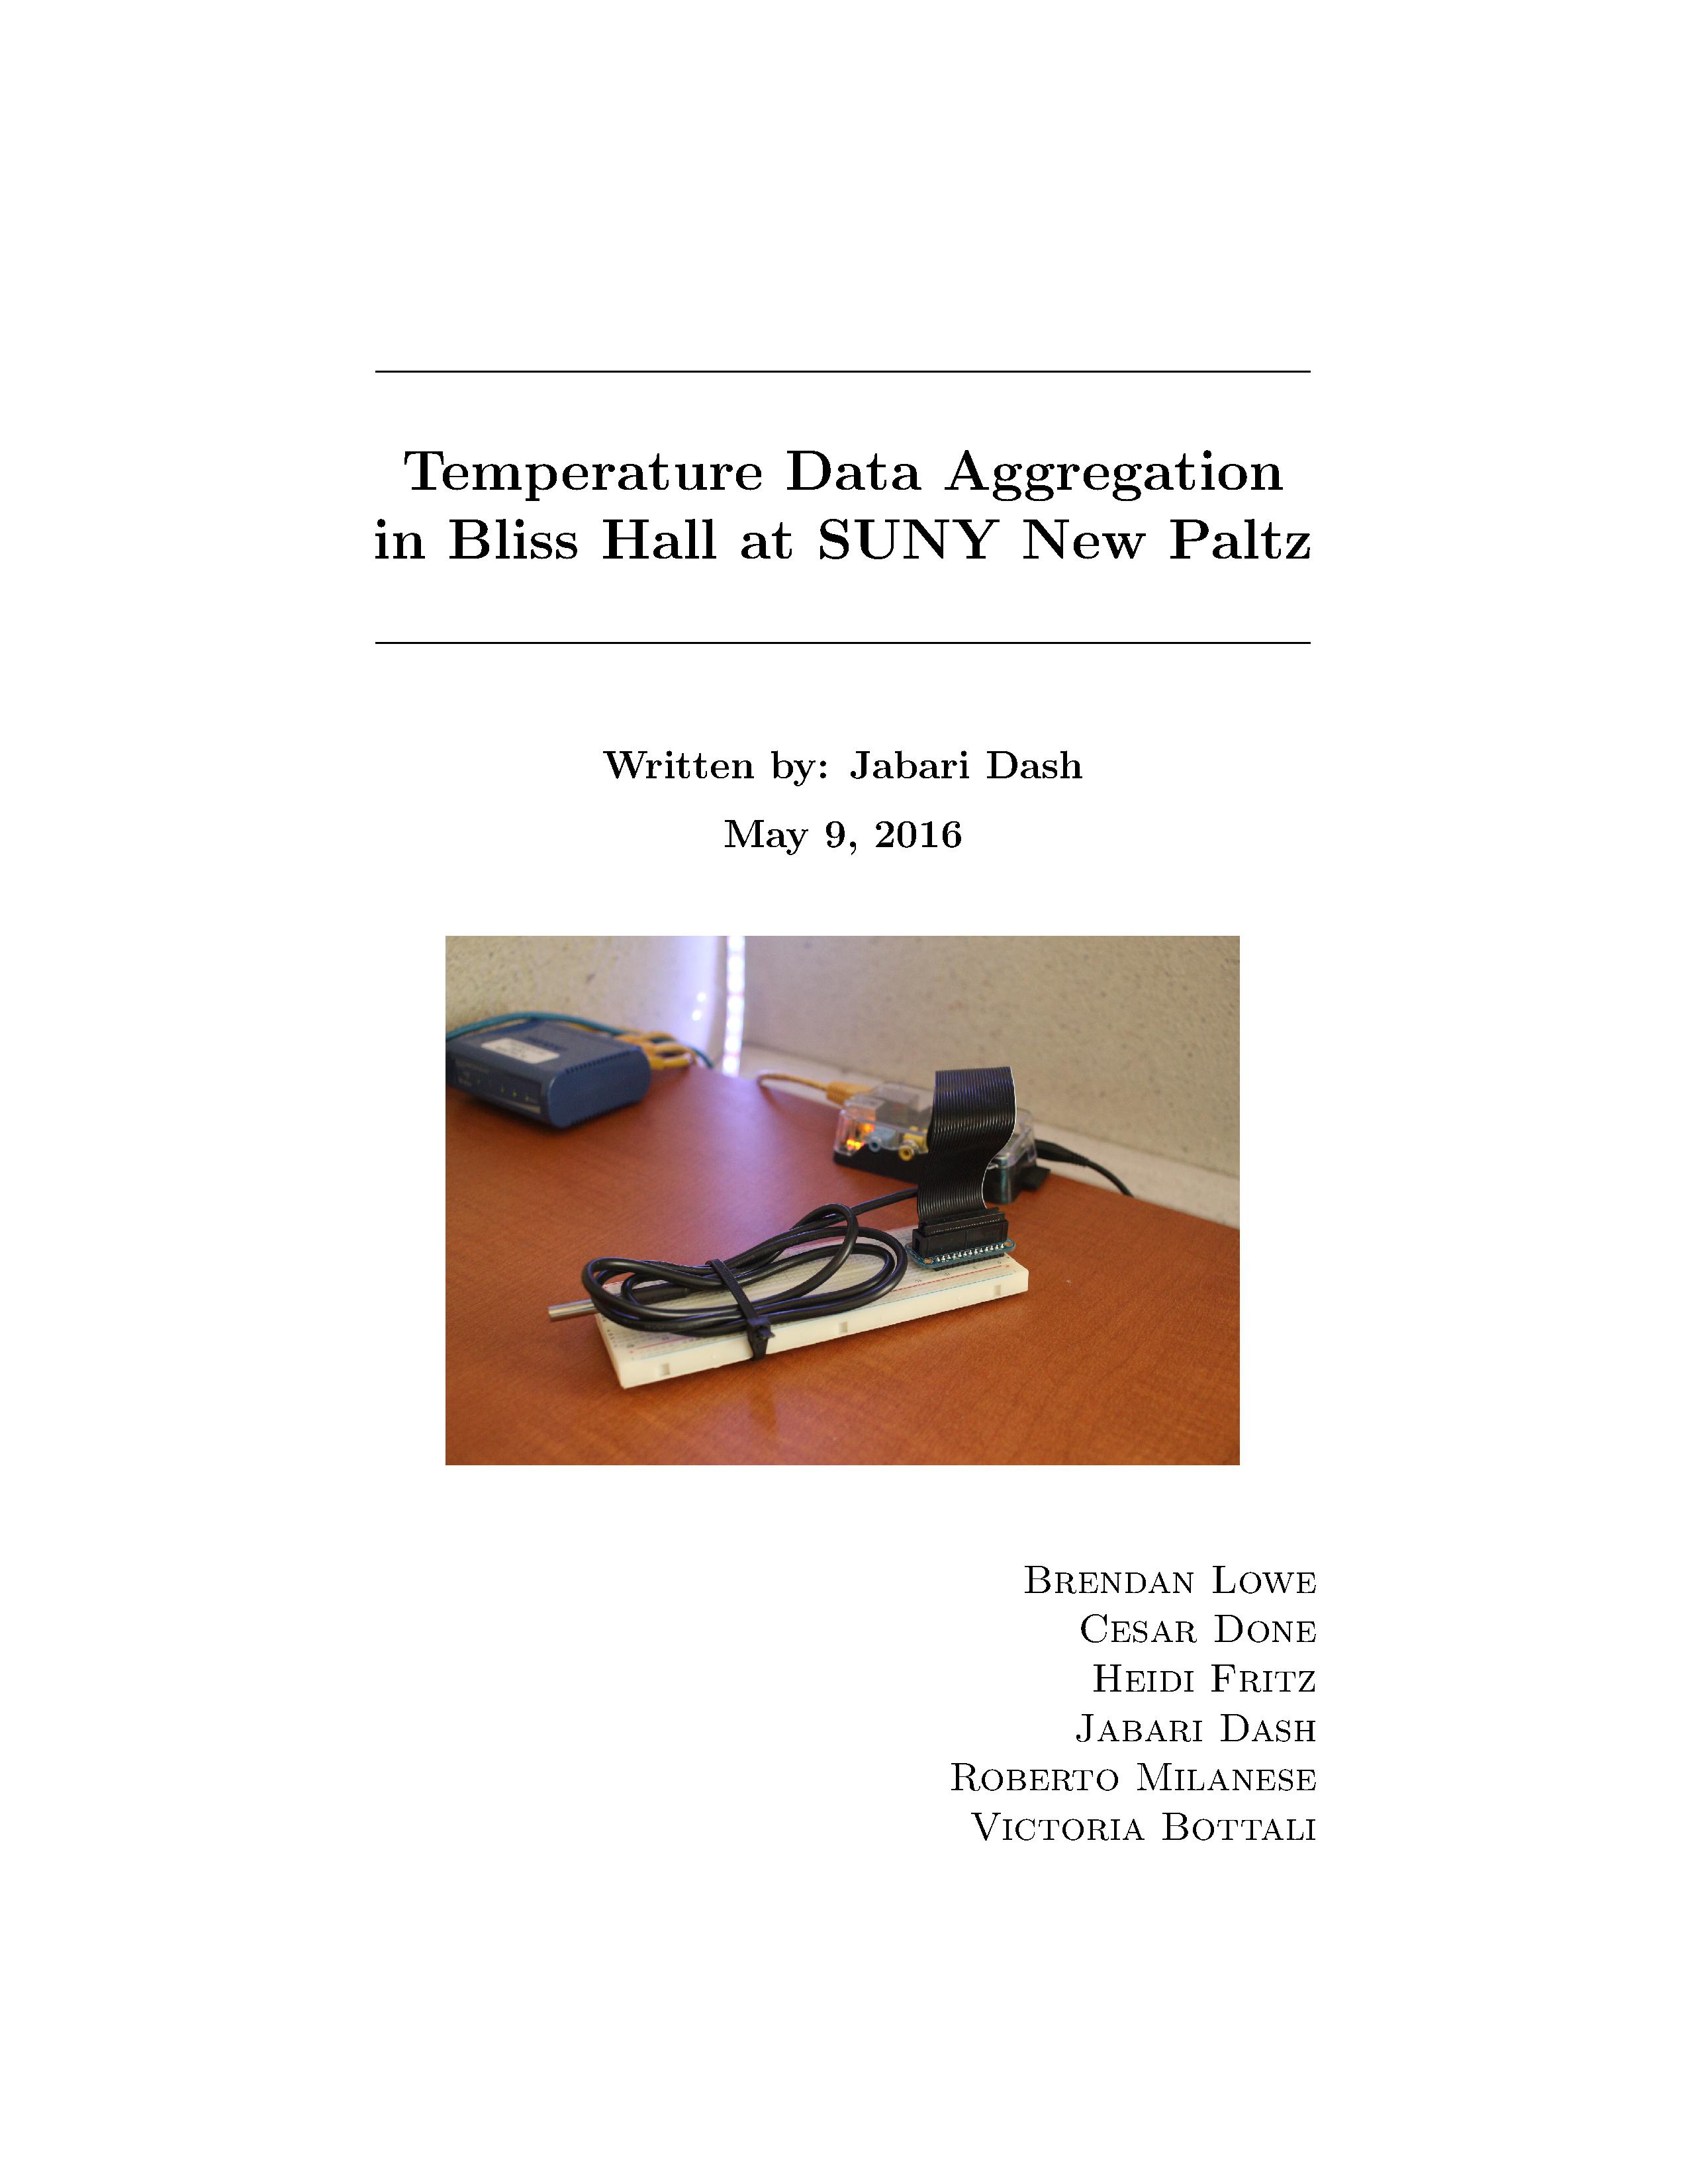 Temperature Data Aggregation
in Bliss Hall at SUNY New Paltz
Written by: Jabari Dash
May 9, 2016
BRENDAN LOWE
CESAR DONE
HEIDI FRITZ
JABARI DASH
ROBERTO MILANESE
VICTORIA BOTTALI